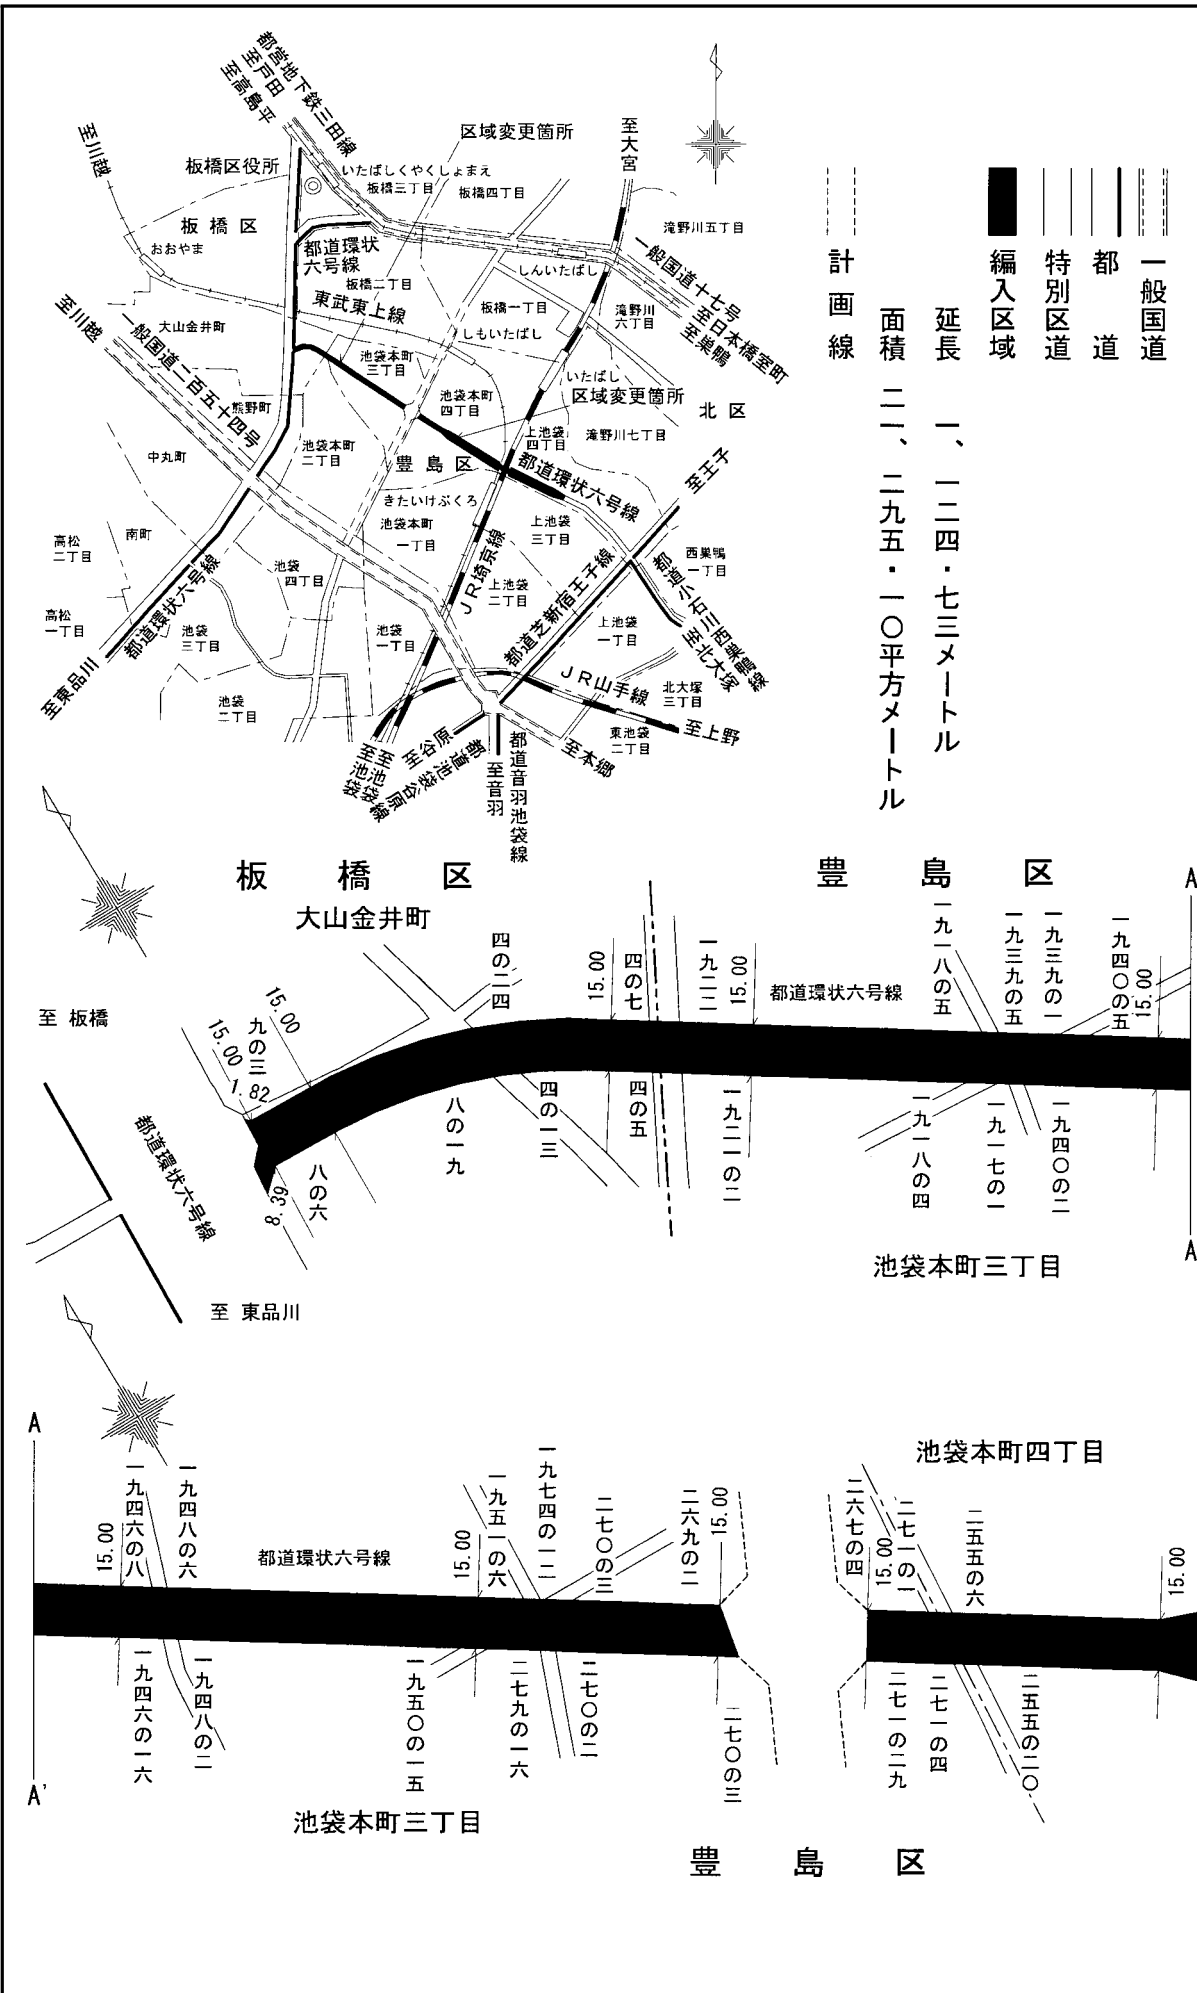 一般国道
都道
特別区道
編入区域
延長 一、一二四・七三メートル
面積 二一、二九五・一〇平方メートル
計画線
都営地下鉄三田線
至戸田
至高島平
至川越
板橋区役所
いたばしくやくしょまえ
区域変更箇所
至大宮
板橋三丁目
板橋四丁目
滝野川五丁目
板橋区
おおやま
都道環状六号線
板橋二丁目
しんいたばし
一般国道十七号
至日本橋室町
至巣鴨
東武東上線
板橋一丁目
滝野川六丁目
至川越
一般国道二百五十四号
大山金井町
しもいたばし
池袋本町三丁目
いたばし
区域変更箇所
北区
熊野町
池袋本町四丁目
上池袋四丁目
滝野川七丁目
中丸町
池袋本町二丁目
豊島区
都道環状六号線
至王子
きたいけぶくろ
池袋本町一丁目
上池袋三丁目
高松二丁目
南町
JR埼京線
西巣鴨一丁目
池袋四丁目
上池袋二丁目
都道芝新宿王子線
都道小石川西巣鴨線
至北大塚
高松一丁目
都道環状六号線
池袋三丁目
池袋一丁目
上池袋一丁目
至東品川
池袋二丁目
JR山手線
北大塚三丁目
東池袋二丁目
至上野
至池袋
至池袋
至谷原
都道池袋谷原線
至音羽
都道音羽池袋線
至本郷
板橋区
豊島区
大山金井町
A
至 板橋
15.00
九の三
15.00
1.82
四の二四
15.00
四の七
一九二二
15.00
都道環状六号線
一九一八の五
一九三九の五
一九三九の一
一九四〇の五
15.00
都道環状六号線
8.39
八の六
八の一九
四の一三
四の五
一九二一の二
一九一八の四
一九一七の一
一九四〇の二
A
池袋本町三丁目
至 東品川
A
池袋本町四丁目
15.00
一九四六の八
一九四八の六
都道環状六号線
15.00
一九五一の六
一九七四の一二
二七〇の三
二六九の二
15.00
二六七の四
15.00
二七一の一
二五五の六
15.00
一九四六の一六
一九四八の二
一九五〇の一五
二七九の一六
二七〇の二
二七〇の三
二七一の二九
二七一の四
二五五の二〇
A'
池袋本町三丁目
豊島区